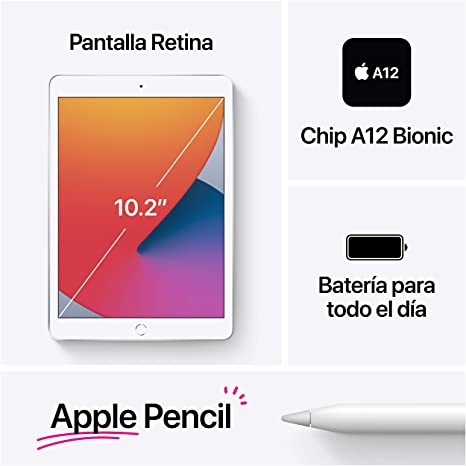 Pantalla Retina
10.2”
A12
Chip A12 Bionic
Batería para
todo el día
Apple Pencil